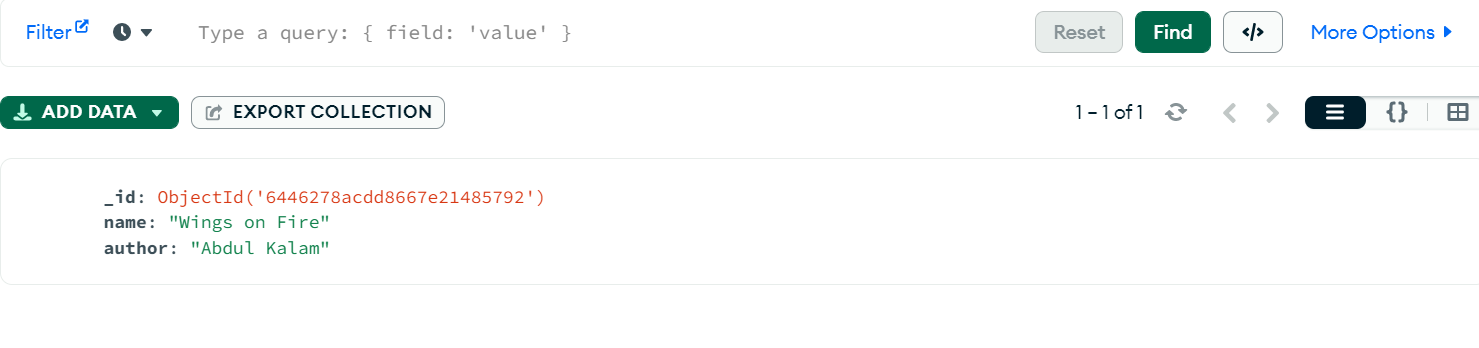 Filter Type a query: { field: 'value' } Reset Find </> More Options
ADD DATA EXPORT COLLECTION 1 – 1 of 1 {}
_id: ObjectId('6446278acdd8667e21485792')
name: "Wings on Fire"
author: "Abdul Kalam"